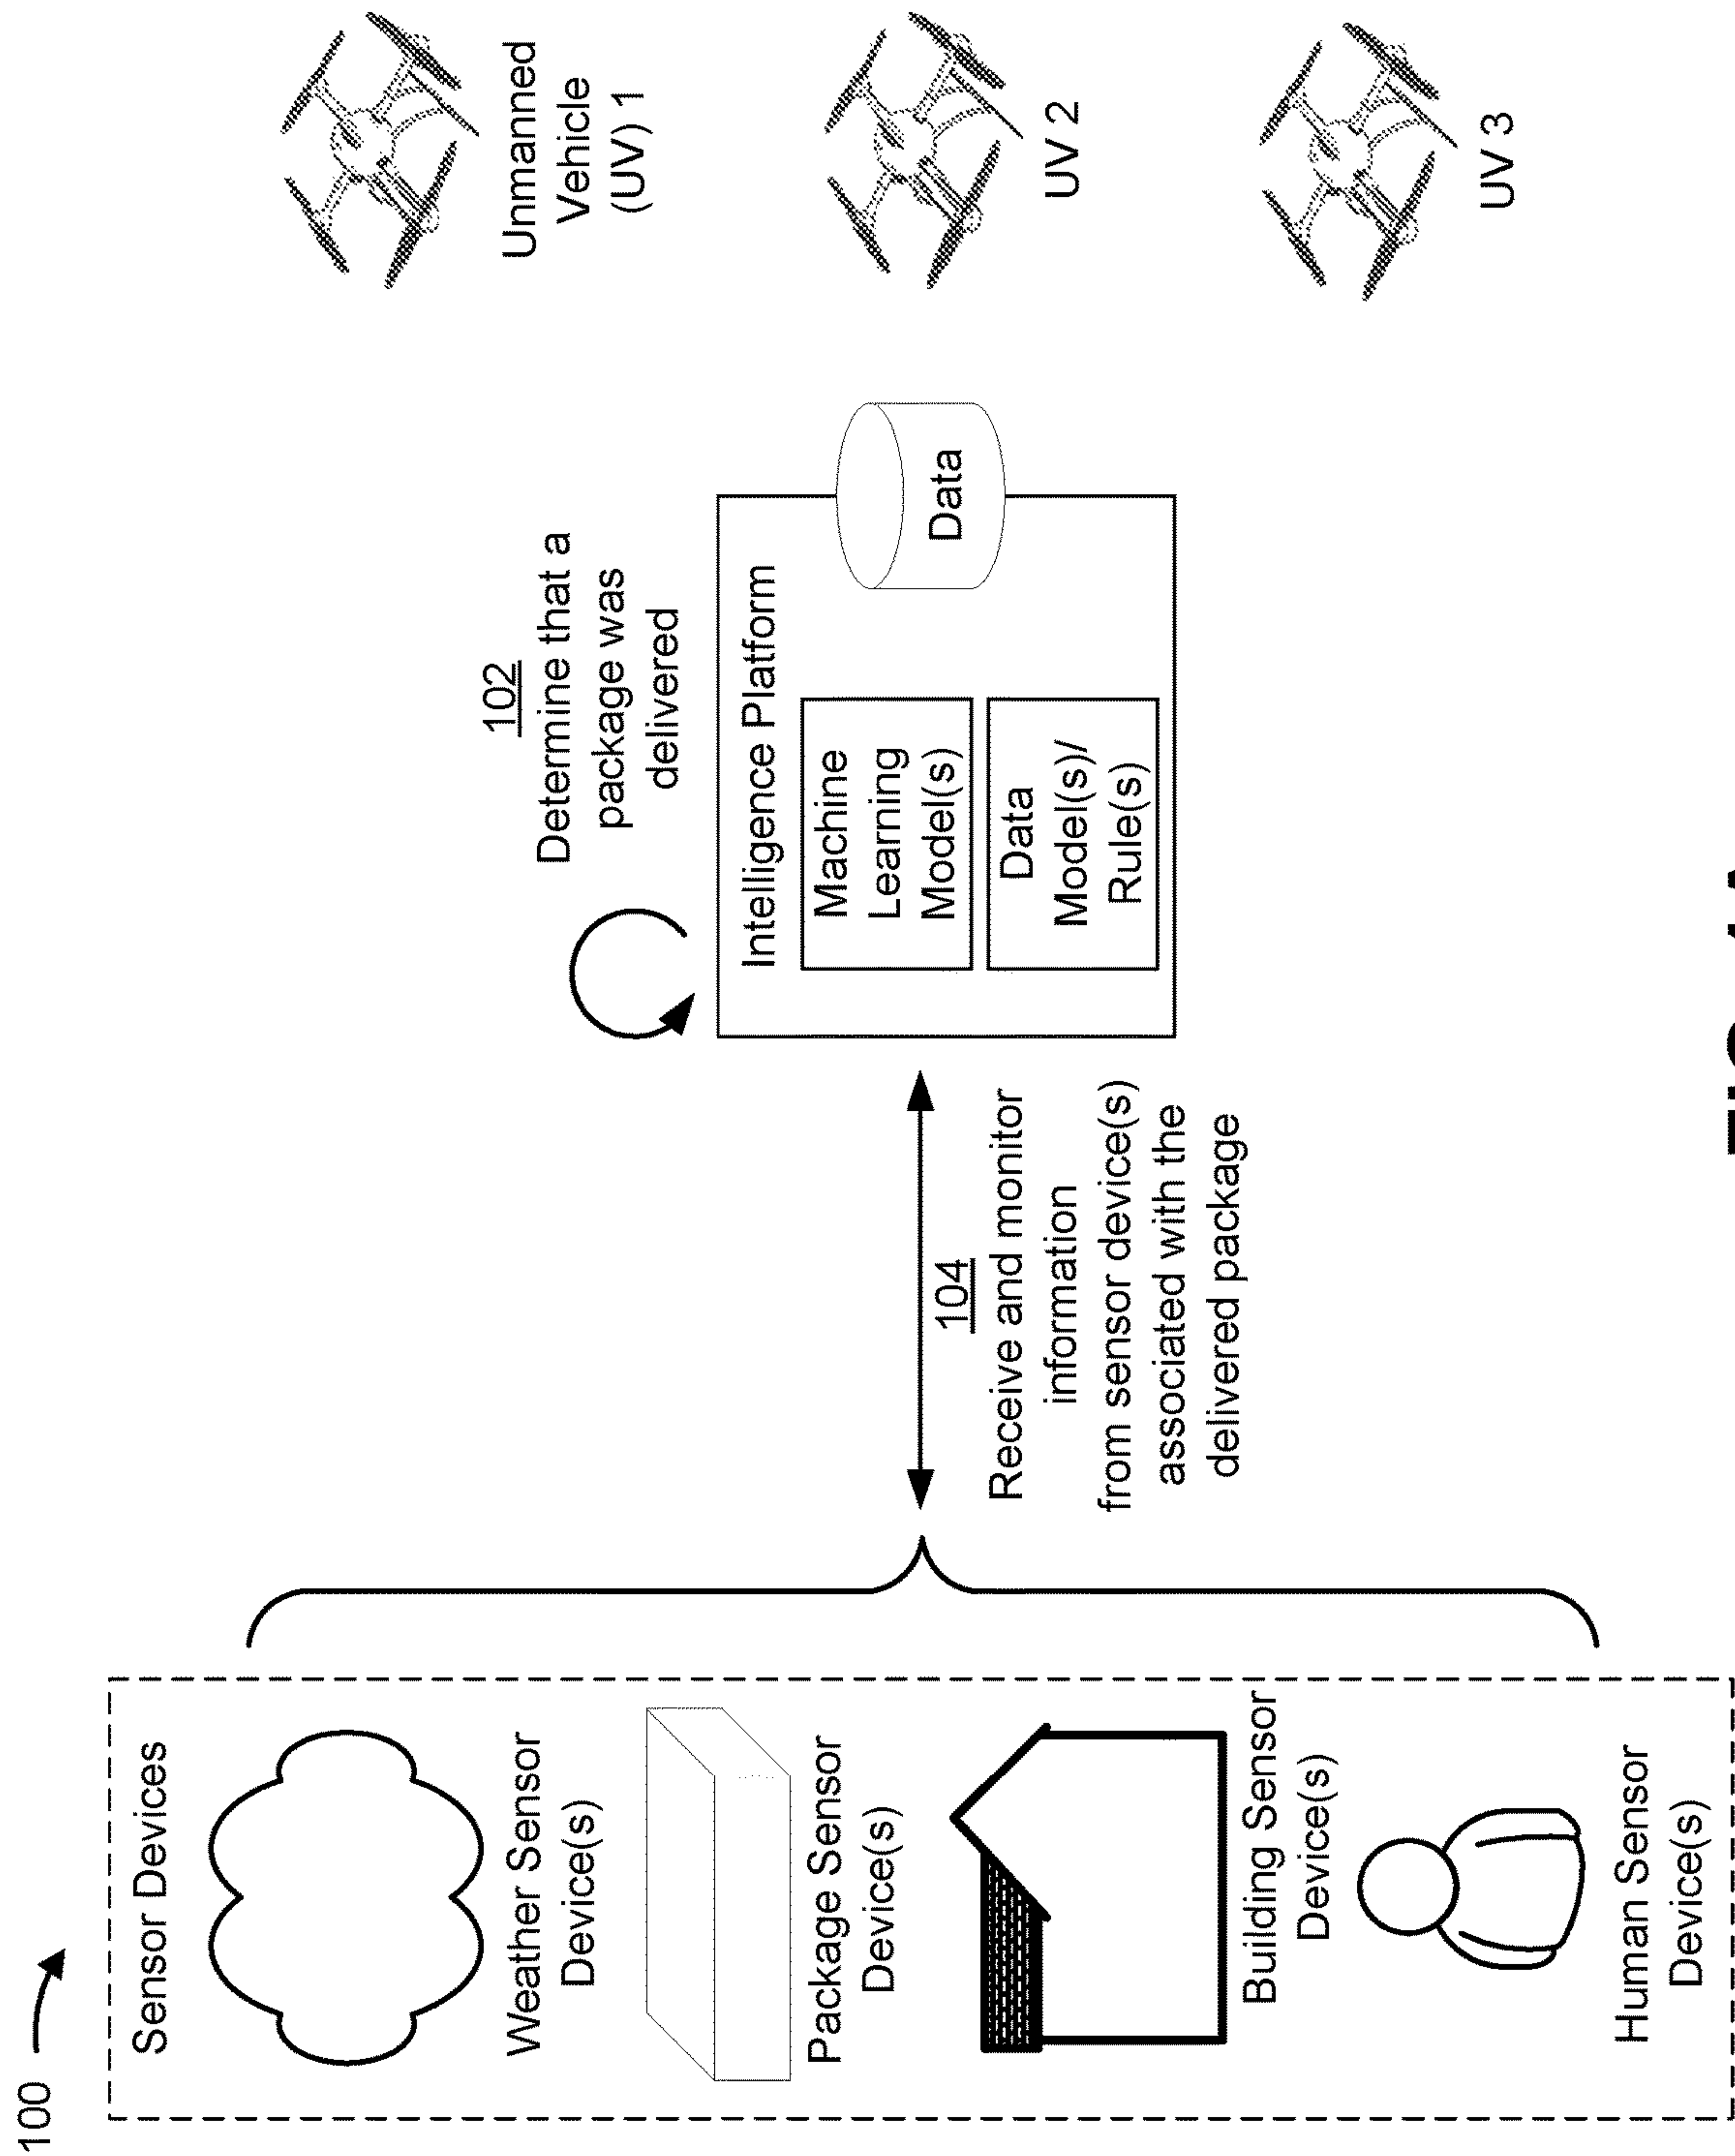 100
Sensor Devices
Weather Sensor
Device(s)
Package Sensor
Device(s)
Building Sensor
Device(s)
Human Sensor
Device(s)
104
Receive and monitor
information
from sensor device(s)
associated with the
delivered package
102
Determine that a
package was
delivered
Intelligence Platform
Machine
Learning
Model(s)
Data
Model(s)/
Rule(s)
Data
Unmanned
Vehicle
(UV) 1
UV 2
UV 3